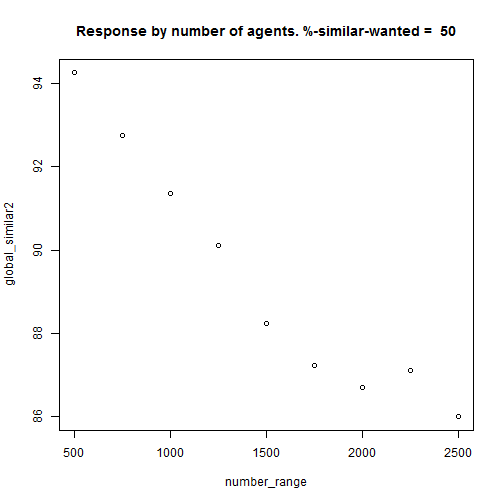 Response by number of agents. %-similar-wanted =  50
global_similar2
94
92
90
88
86
500 1000 1500 2000 2500
number_range